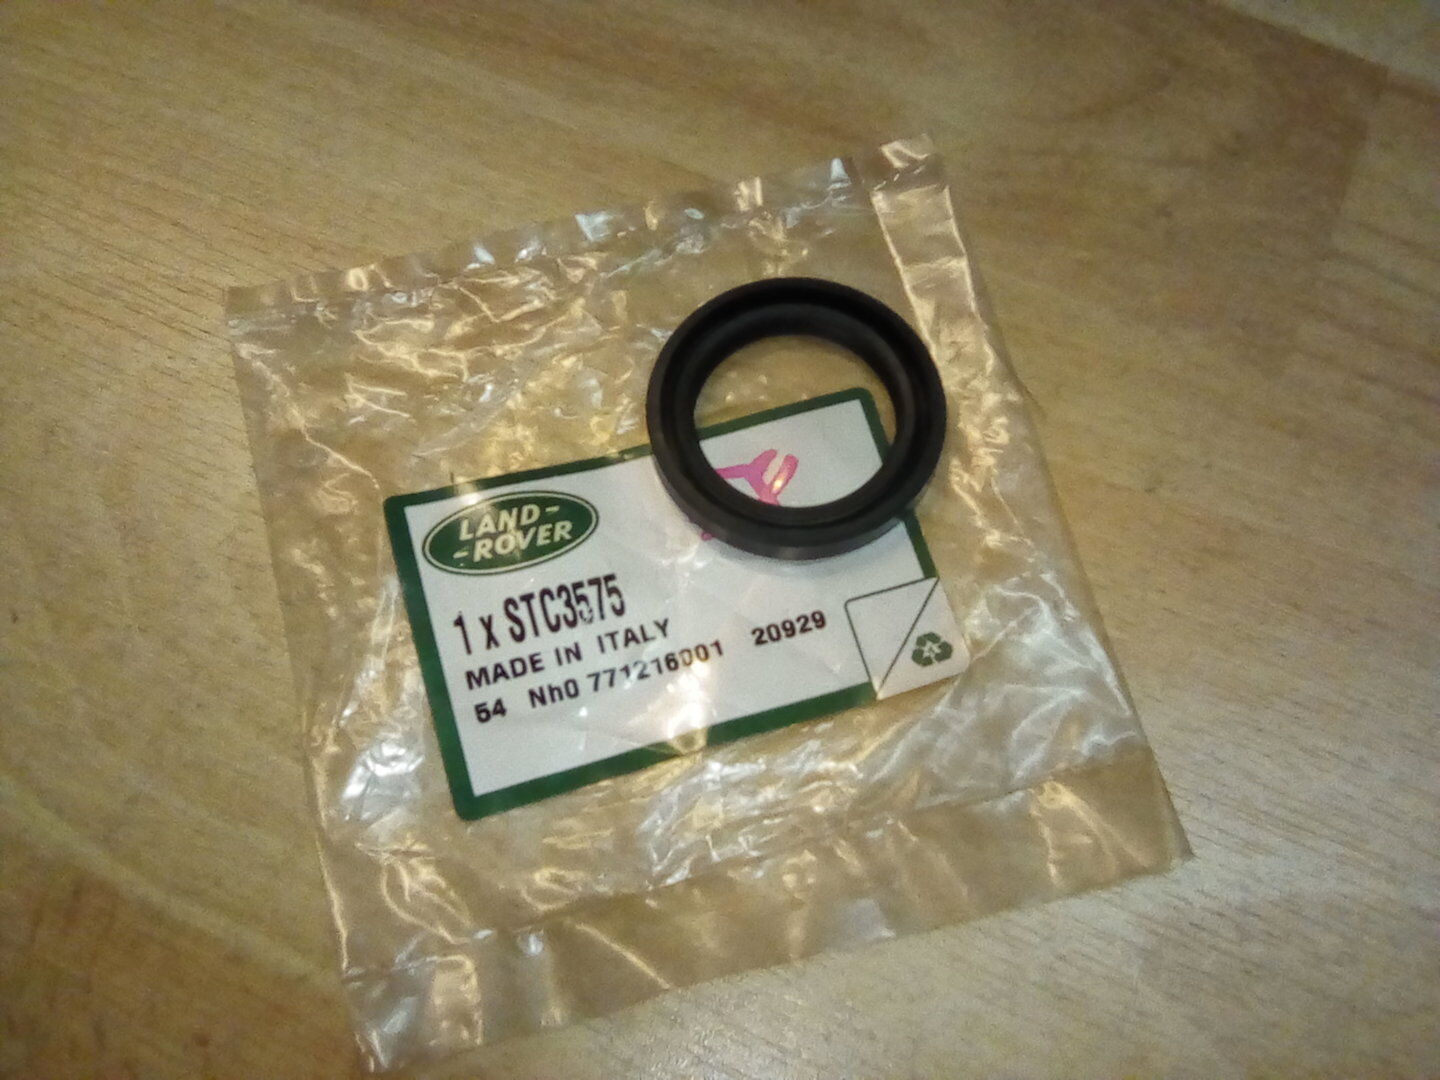 LAND-
-ROVER
1 x STC3575
MADE IN ITALY
54 Nh0 771216001 20929